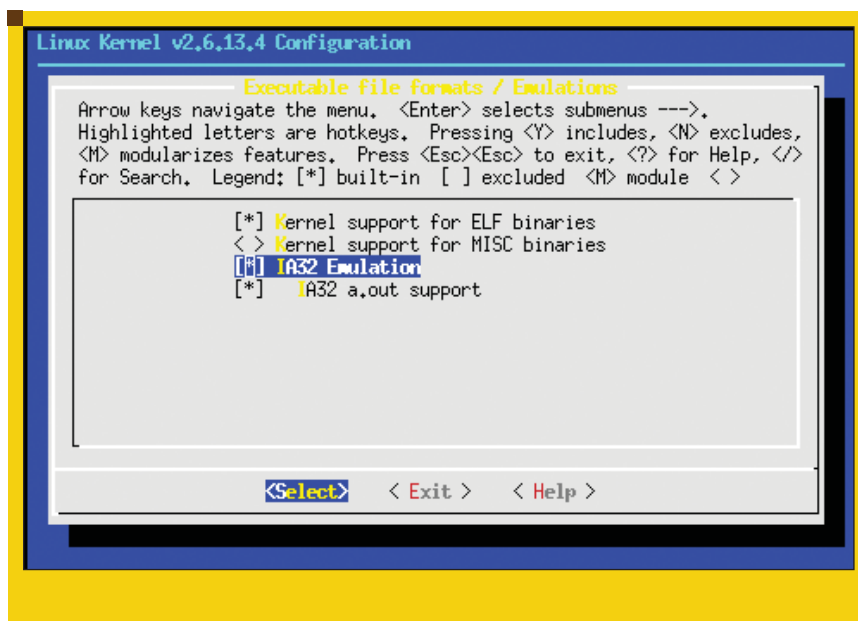 Linux Kernel v2.6.13.4 Configuration
Executable file formats / Emulations
Arrow keys navigate the menu. <Enter> selects submenus --->.
Highlighted letters are hotkeys. Pressing <Y> includes, <N> excludes,
<M> modularizes features. Press <Esc><Esc> to exit, <?> for Help, </>
for Search. Legend: [*] built-in [ ] excluded <M> module < >
[*] Kernel support for ELF binaries
< > Kernel support for MISC binaries
[*] IA32 Emulation
[*] IA32 a.out support
<Select> < Exit > < Help >